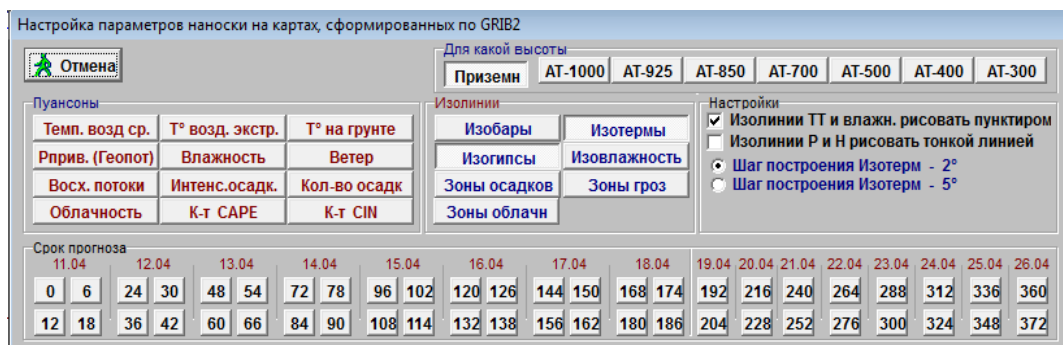 Настройка параметров наноски на картах, сформированных по GRIB2
Отмена
Для какой высоты
Приземн AT-1000 AT-925 AT-850 AT-700 AT-500 AT-400 AT-300
Пуансоны
Темп. возд ср. Т° возд. экстр. Т° на грунте
Рприв. (Геопот) Влажность Ветер
Восх. потоки Интенс.осадк. Кол-во осадк
Облачность К-т CAPE К-т CIN
Изолинии
Изобары Изотермы
Изогипсы Изовлажность
Зоны осадков Зоны гроз
Зоны облачн
Настройки
Изолинии ТТ и влажн. рисовать пунктиром
Изолинии Р и Н рисовать тонкой линией
Шаг построения Изотерм - 2°
Шаг построения Изотерм - 5°
Срок прогноза
11.04 12.04 13.04 14.04 15.04 16.04 17.04 18.04 19.04 20.04 21.04 22.04 23.04 24.04 25.04 26.04
0 6 24 30 48 54 72 78 96 102 120 126 144 150 168 174 192 216 240 264 288 312 336 360
12 18 36 42 60 66 84 90 108 114 132 138 156 162 180 186 204 228 252 276 300 324 348 372